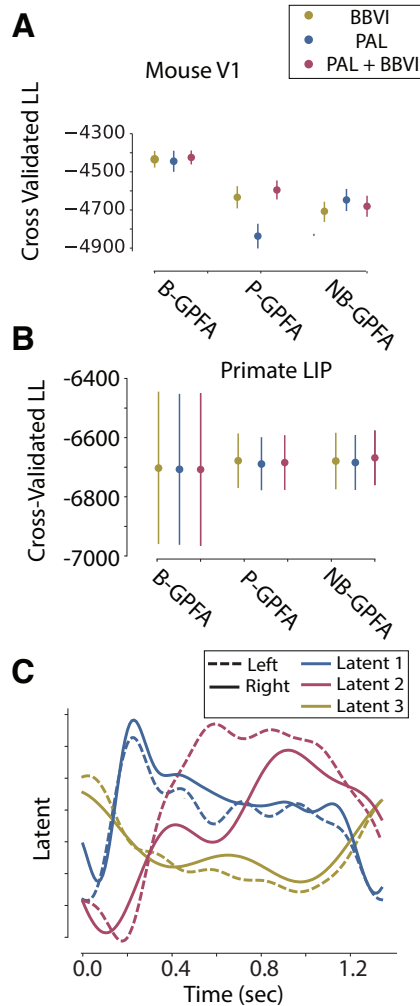 A
BBVI
PAL
PAL + BBVI
Mouse V1
Cross Validated LL
−4300
−4500
−4700
−4900
B-GPFA
P-GPFA
NB-GPFA
B
Primate LIP
Cross-Validated LL
-6400
-6600
-6800
-7000
B-GPFA
P-GPFA
NB-GPFA
C
Left
Right
Latent 1
Latent 2
Latent 3
Latent
0.0
0.4
0.8
1.2
Time (sec)